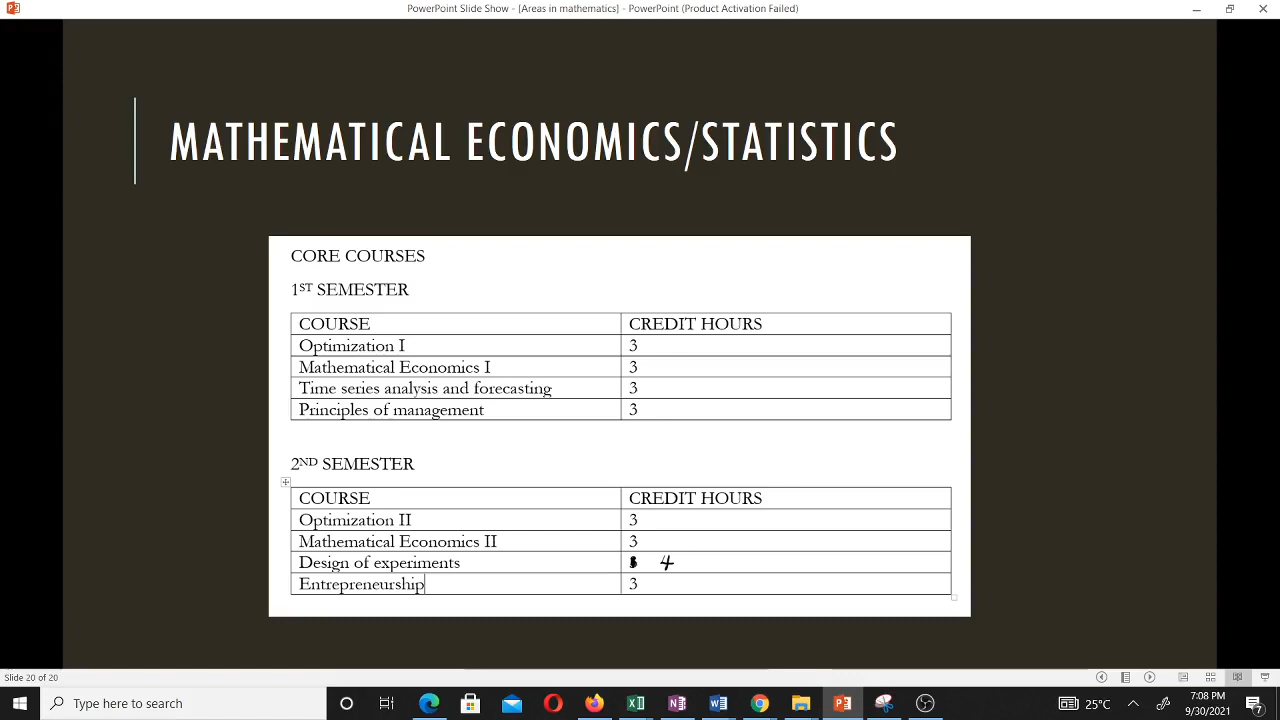 PowerPoint Slide Show - [Areas in mathematics] - PowerPoint (Product Activation Failed)
MATHEMATICAL ECONOMICS/STATISTICS
CORE COURSES
1ST SEMESTER
COURSE CREDIT HOURS
Optimization I 3
Mathematical Economics I 3
Time series analysis and forecasting 3
Principles of management 3
2ND SEMESTER
COURSE CREDIT HOURS
Optimization II 3
Mathematical Economics II 3
Design of experiments 4
Entrepreneurship 3
Slide 20 of 20
Type here to search
25°C
7:08 PM
9/30/2021
7